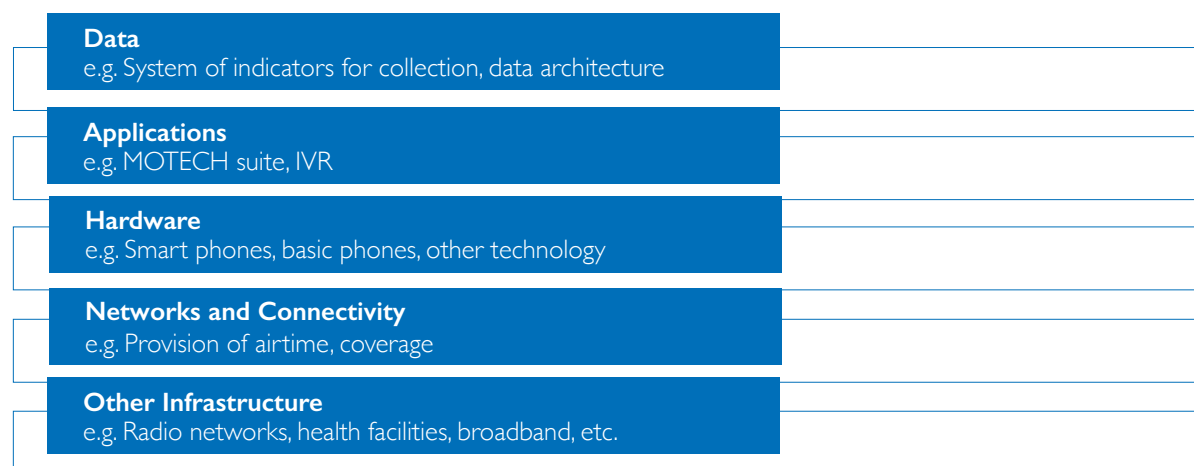 Data
e.g. System of indicators for collection, data architecture
Applications
e.g. MOTECH suite, IVR
Hardware
e.g. Smart phones, basic phones, other technology
Networks and Connectivity
e.g. Provision of airtime, coverage
Other Infrastructure
e.g. Radio networks, health facilities, broadband, etc.